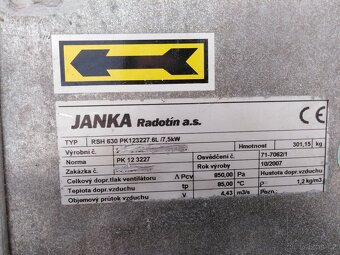 JANKA Radotín a.s. CE
TYP RSH 630 PK123227.6L /7,5kW
Výrobní č. Hmotnost 301,15 kg
Norma PK 12 3227 Osvědčení č. 71-7062/1
Zakázka č. Rok výroby 10/2007
Celkový dopr.tlak ventilátoru Λ Pcv 850,00 Pa Hustota dopr.vzduchu
Teplota dopr.vzduchu tp 85,00 °C ρ 1,2 kg/m3
Objemový průtok vzduchu V 4,43 m3/s Pozn.: